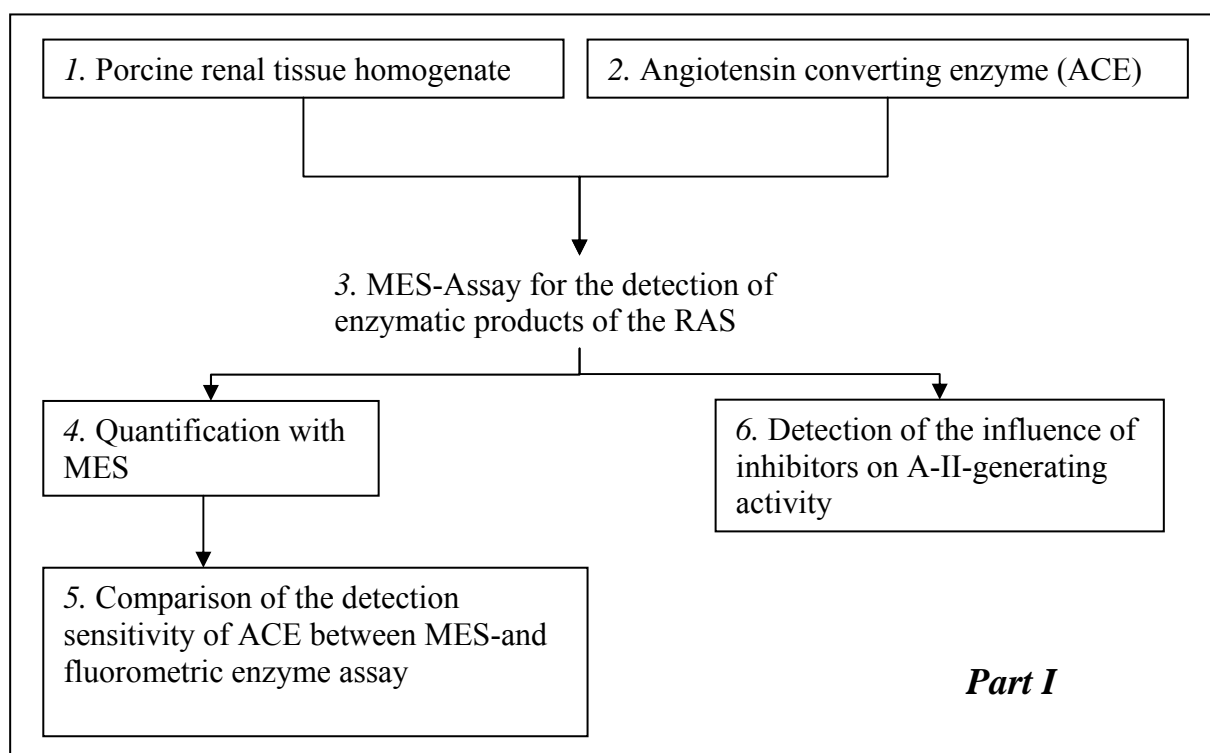 1. Porcine renal tissue homogenate
2. Angiotensin converting enzyme (ACE)
3. MES-Assay for the detection of
enzymatic products of the RAS
4. Quantification with
MES
6. Detection of the influence of
inhibitors on A-II-generating
activity
5. Comparison of the detection
sensitivity of ACE between MES-and
fluorometric enzyme assay
Part I